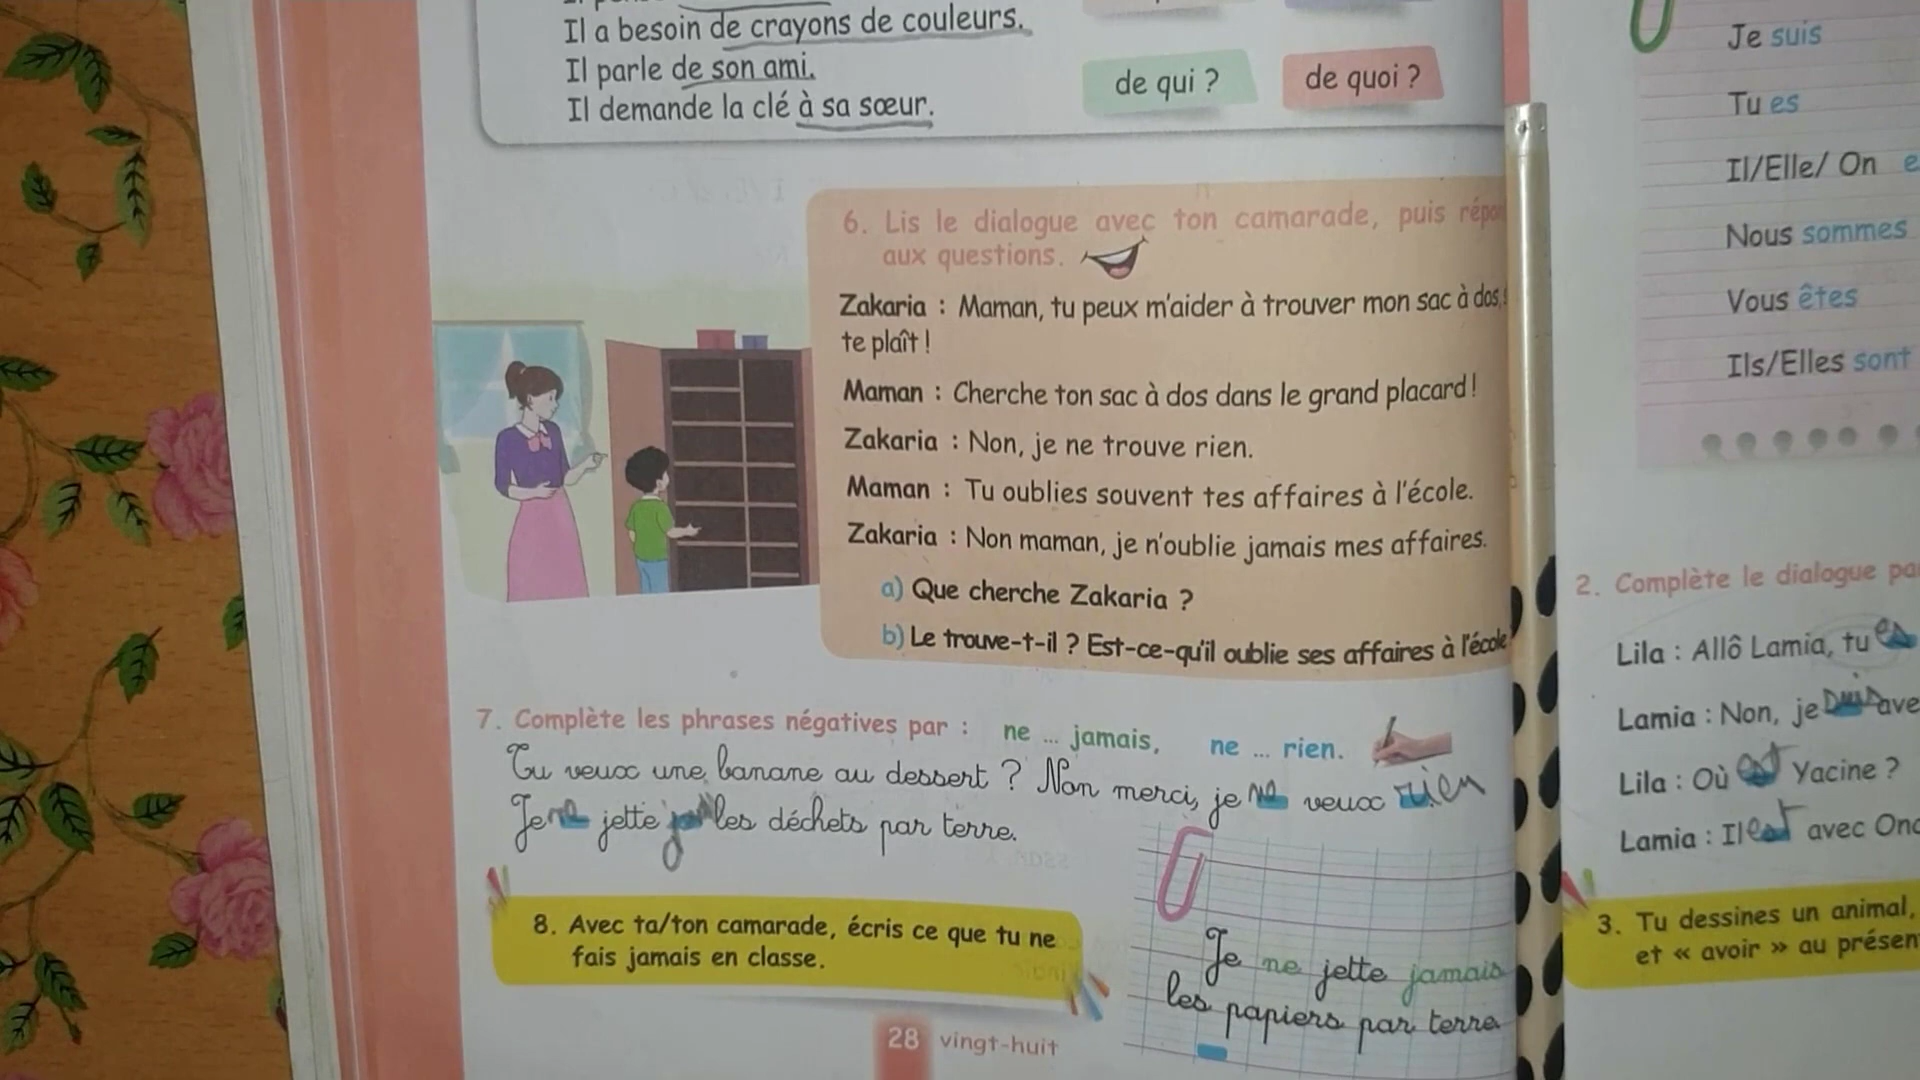 Il a besoin de crayons de couleurs.
Il parle de son ami.
Il demande la clé à sa sœur.
de qui ?
de quoi ?
6. Lis le dialogue avec ton camarade, puis répon
aux questions.
Zakaria : Maman, tu peux m'aider à trouver mon sac à dos, s
te plaît !
Maman : Cherche ton sac à dos dans le grand placard !
Zakaria : Non, je ne trouve rien.
Maman : Tu oublies souvent tes affaires à l'école.
Zakaria : Non maman, je n'oublie jamais mes affaires.
a) Que cherche Zakaria ?
b) Le trouve-t-il ? Est-ce-qu'il oublie ses affaires à l'école
7. Complète les phrases négatives par : ne ... jamais, ne ... rien.
Tu veux une banane au dessert ? Non merci, je ne veux rien
Je ne jette les déchets par terre.
8. Avec ta/ton camarade, écris ce que tu ne
fais jamais en classe.
Je ne jette jamais
les papiers par terre.
28 vingt-huit
Je suis
Tu es
Il/Elle/ On e
Nous sommes
Vous êtes
Ils/Elles sont
2. Complète le dialogue pa
Lila : Allô Lamia, tu es
Lamia : Non, je suis ave
Lila : Où est Yacine ?
Lamia : Il est avec Onc
3. Tu dessines un animal,
et « avoir » au présen